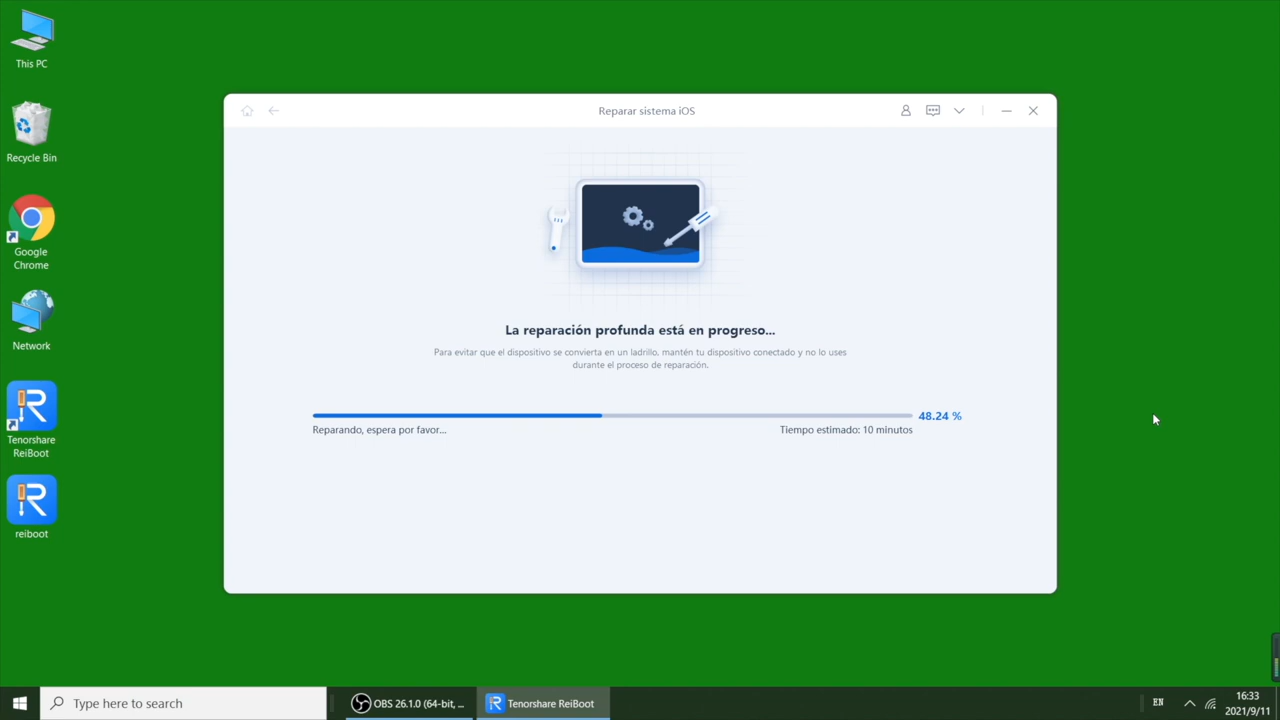 This PC
Recycle Bin
Google
Chrome
Network
Tenorshare
ReiBoot
reiboot
Reparar sistema iOS
La reparación profunda está en progreso...
Para evitar que el dispositivo se convierta en un ladrillo, mantén tu dispositivo conectado y no lo uses
durante el proceso de reparación.
48.24 %
Reparando, espera por favor...
Tiempo estimado: 10 minutos
Type here to search
OBS 26.1.0 (64-bit, ...
Tenorshare ReiBoot
EN
16:33
2021/9/11